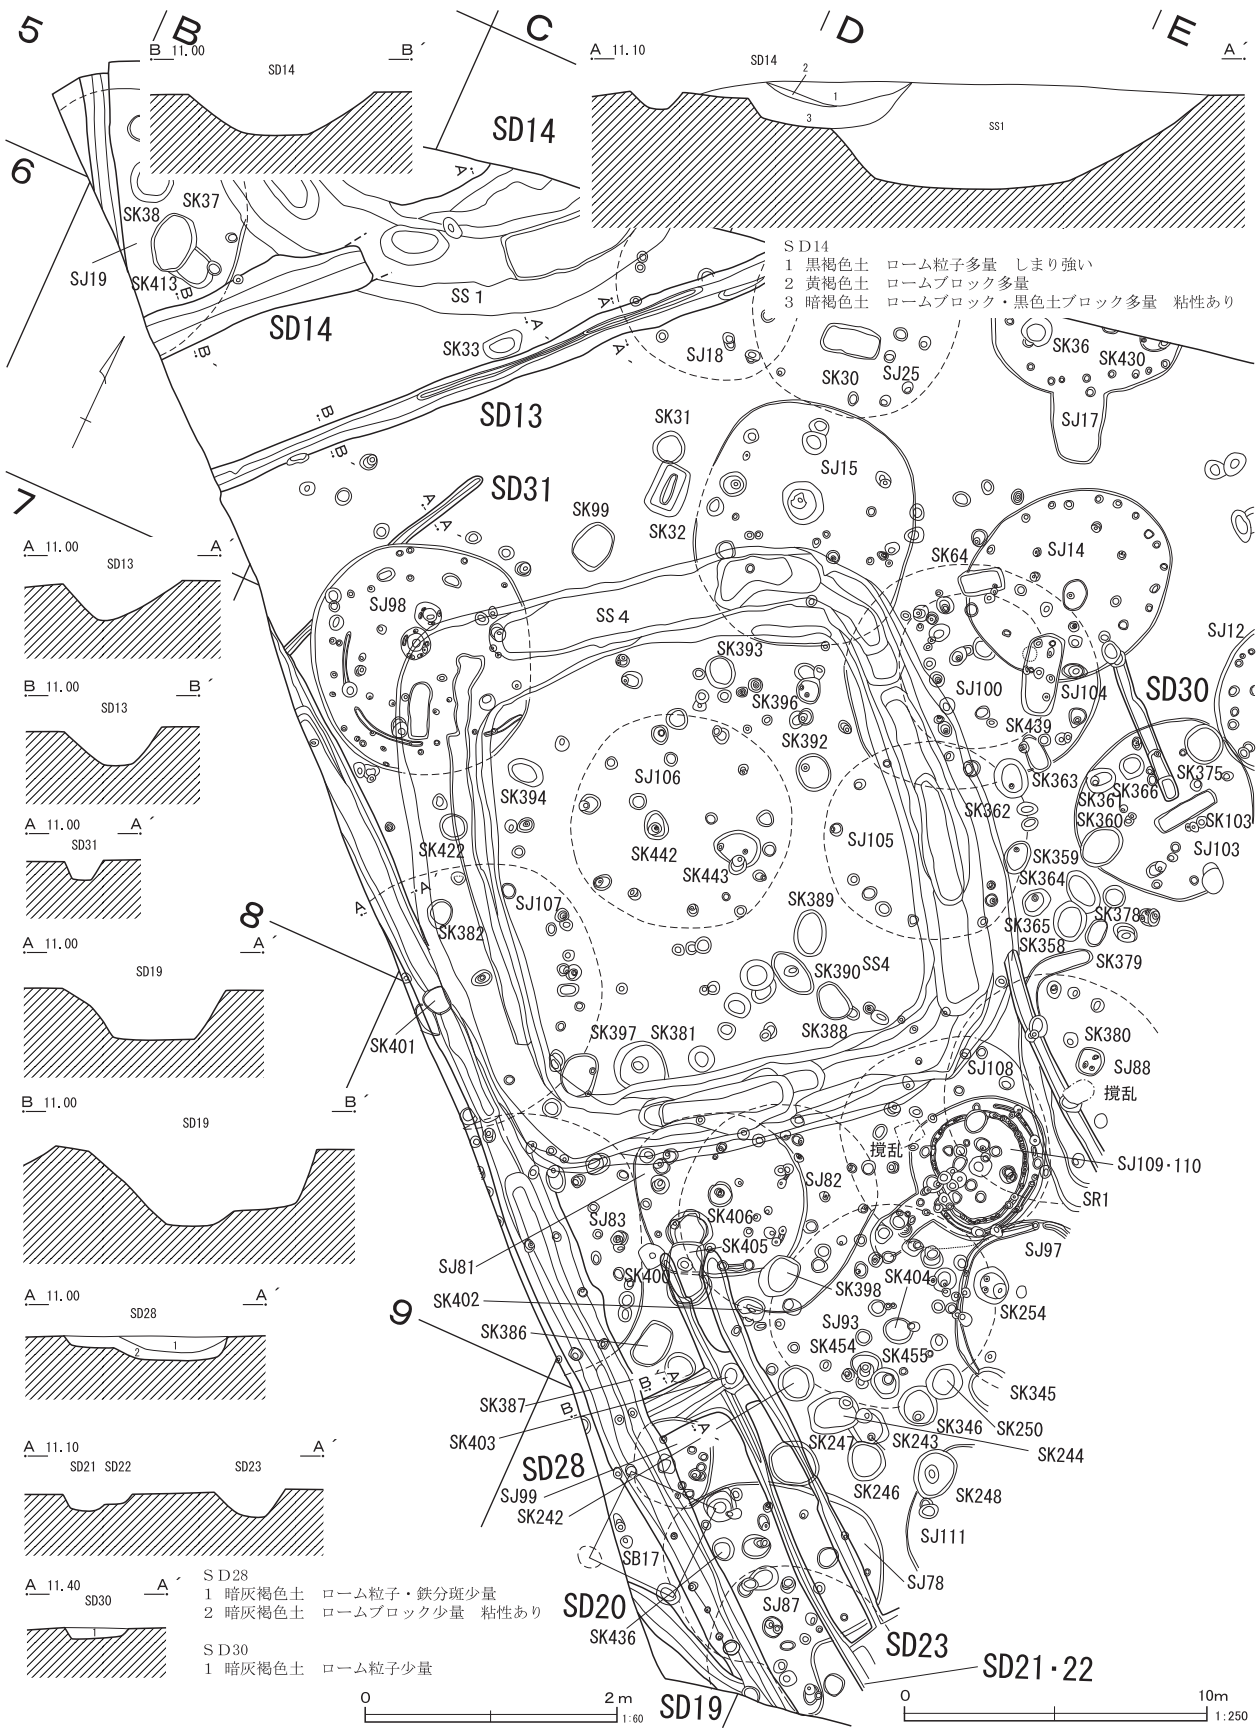 5 B C D E
B 11.00 B´
SD14
A 11.10 A´
SD14
2
1
3
SS1
SD14
6
SK37
SK38
SJ19
SK413
SS1
SD14
B B´
A A´
SD14
1 黒褐色土 ローム粒子多量 しまり強い
2 黄褐色土 ロームブロック多量
3 暗褐色土 ロームブロック・黒色土ブロック多量 粘性あり
SK33
SJ18
SK30
SJ25
SK36
SK430
SD13
SK31
SJ17
SJ15
SD31
SK99
SK32
7
A 11.00 A´
SD13
SK64
SJ14
SJ98
SS4
SJ12
SK393
SK396
SJ100
SJ104
SD30
B 11.00 B´
SD13
SK439
SK392
SJ106
SK363
SK375
SK394
SK362
SK361
SK366
SK360
SK103
A 11.00 A´
SD31
SK422
SK442
SJ105
SJ103
SK443
SK359
SK364
SJ107
SK389
8
SK382
SK365
SK378
SK358
A 11.00 A´
SD19
SK390
SS4
SK379
SK388
SK401
SK397
SK381
SK380
SJ108
SJ88
撹乱
B 11.00 B´
SD19
撹乱
SJ109・110
SJ82
SR1
SK406
SJ83
SK405
SJ97
SJ81
SK400
SK404
SK398
SK402
SK254
A 11.00 A´
SD28
1
2
9
SK386
SJ93
SK454
SK455
SK345
SK387
SK346
SK250
SK403
SK247
SK243
SK244
A 11.10 A´
SD21 SD22 SD23
SD28
SJ99
SK246
SK248
SK242
SJ111
SB17
SJ78
A 11.40 A´
SD30
1
SD28
1 暗灰褐色土 ローム粒子・鉄分斑少量
2 暗灰褐色土 ロームブロック少量 粘性あり
SD20
SJ87
SK436
SD23
SD30
1 暗灰褐色土 ローム粒子少量
SD21・22
SD19
0 2m
1:60
0 10m
1:250